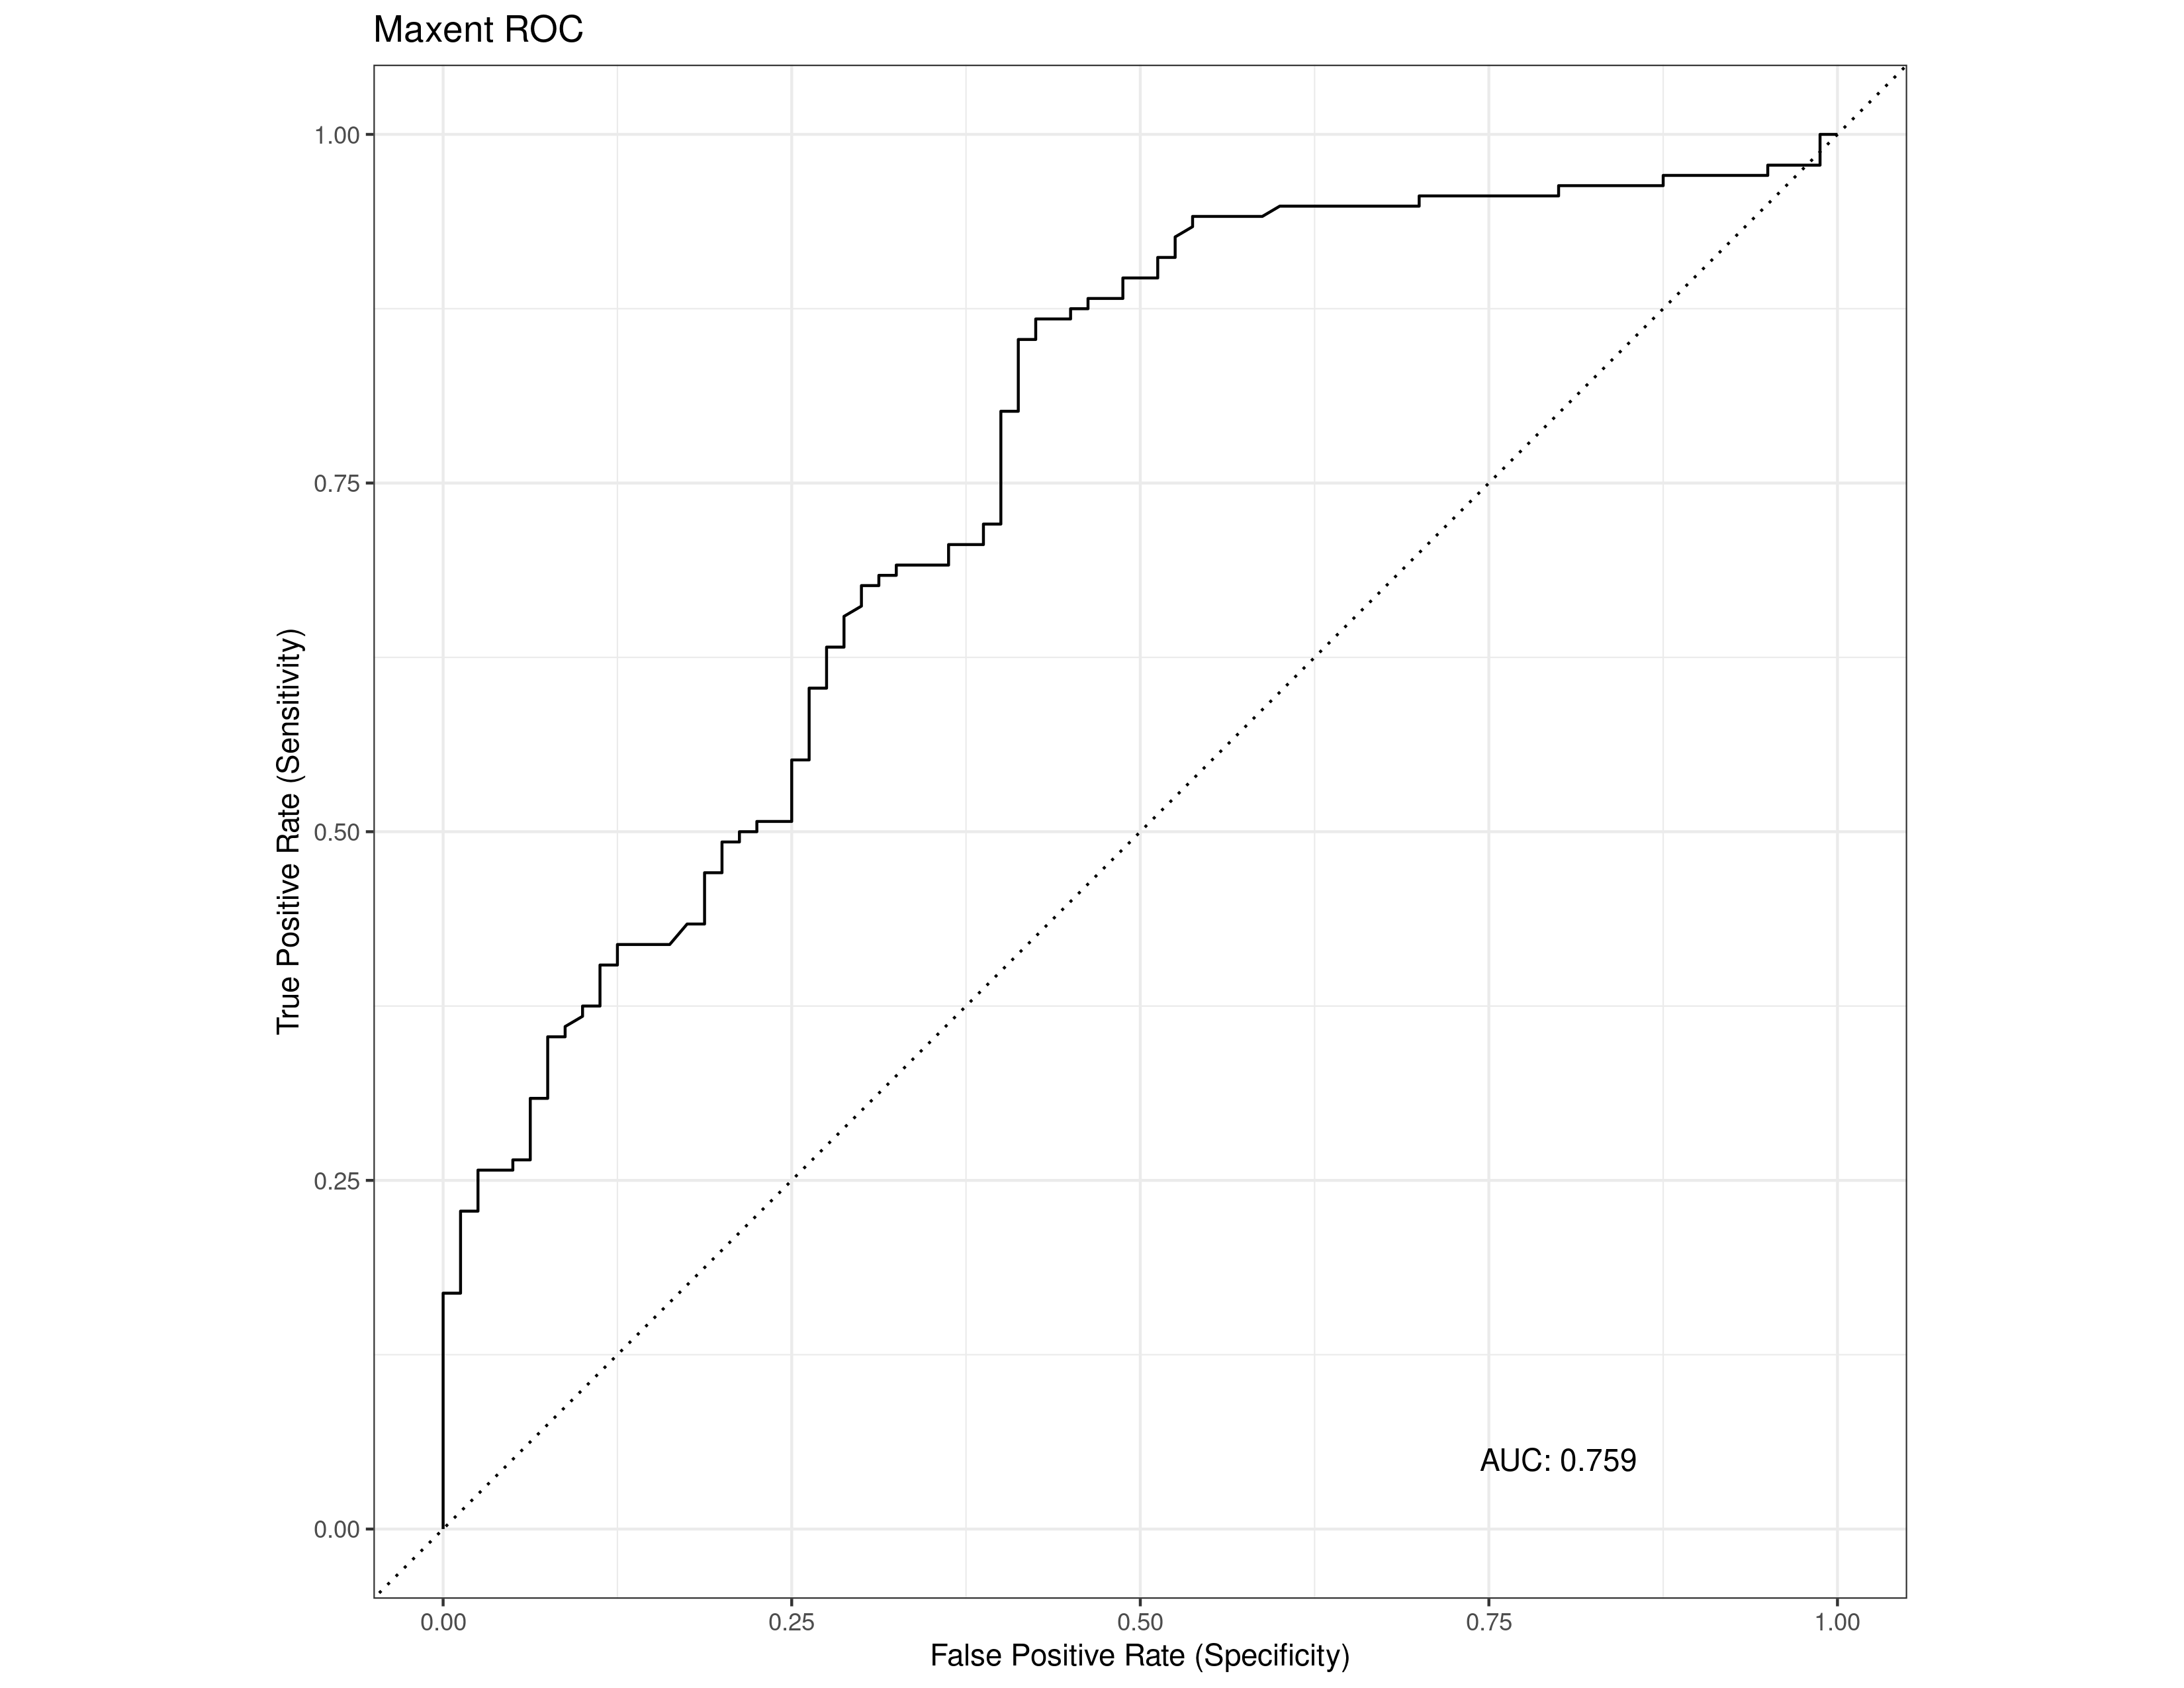 Maxent ROC
True Positive Rate (Sensitivity)
1.00
0.75
0.50
0.25
0.00
AUC: 0.759
0.00
0.25
0.50
0.75
1.00
False Positive Rate (Specificity)